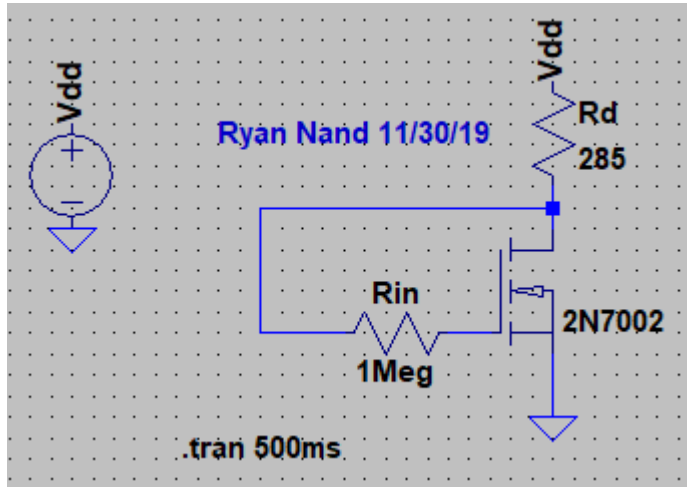 Vdd
Vdd
Ryan Nand 11/30/19
Rd
285
Rin
1Meg
2N7002
.tran 500ms